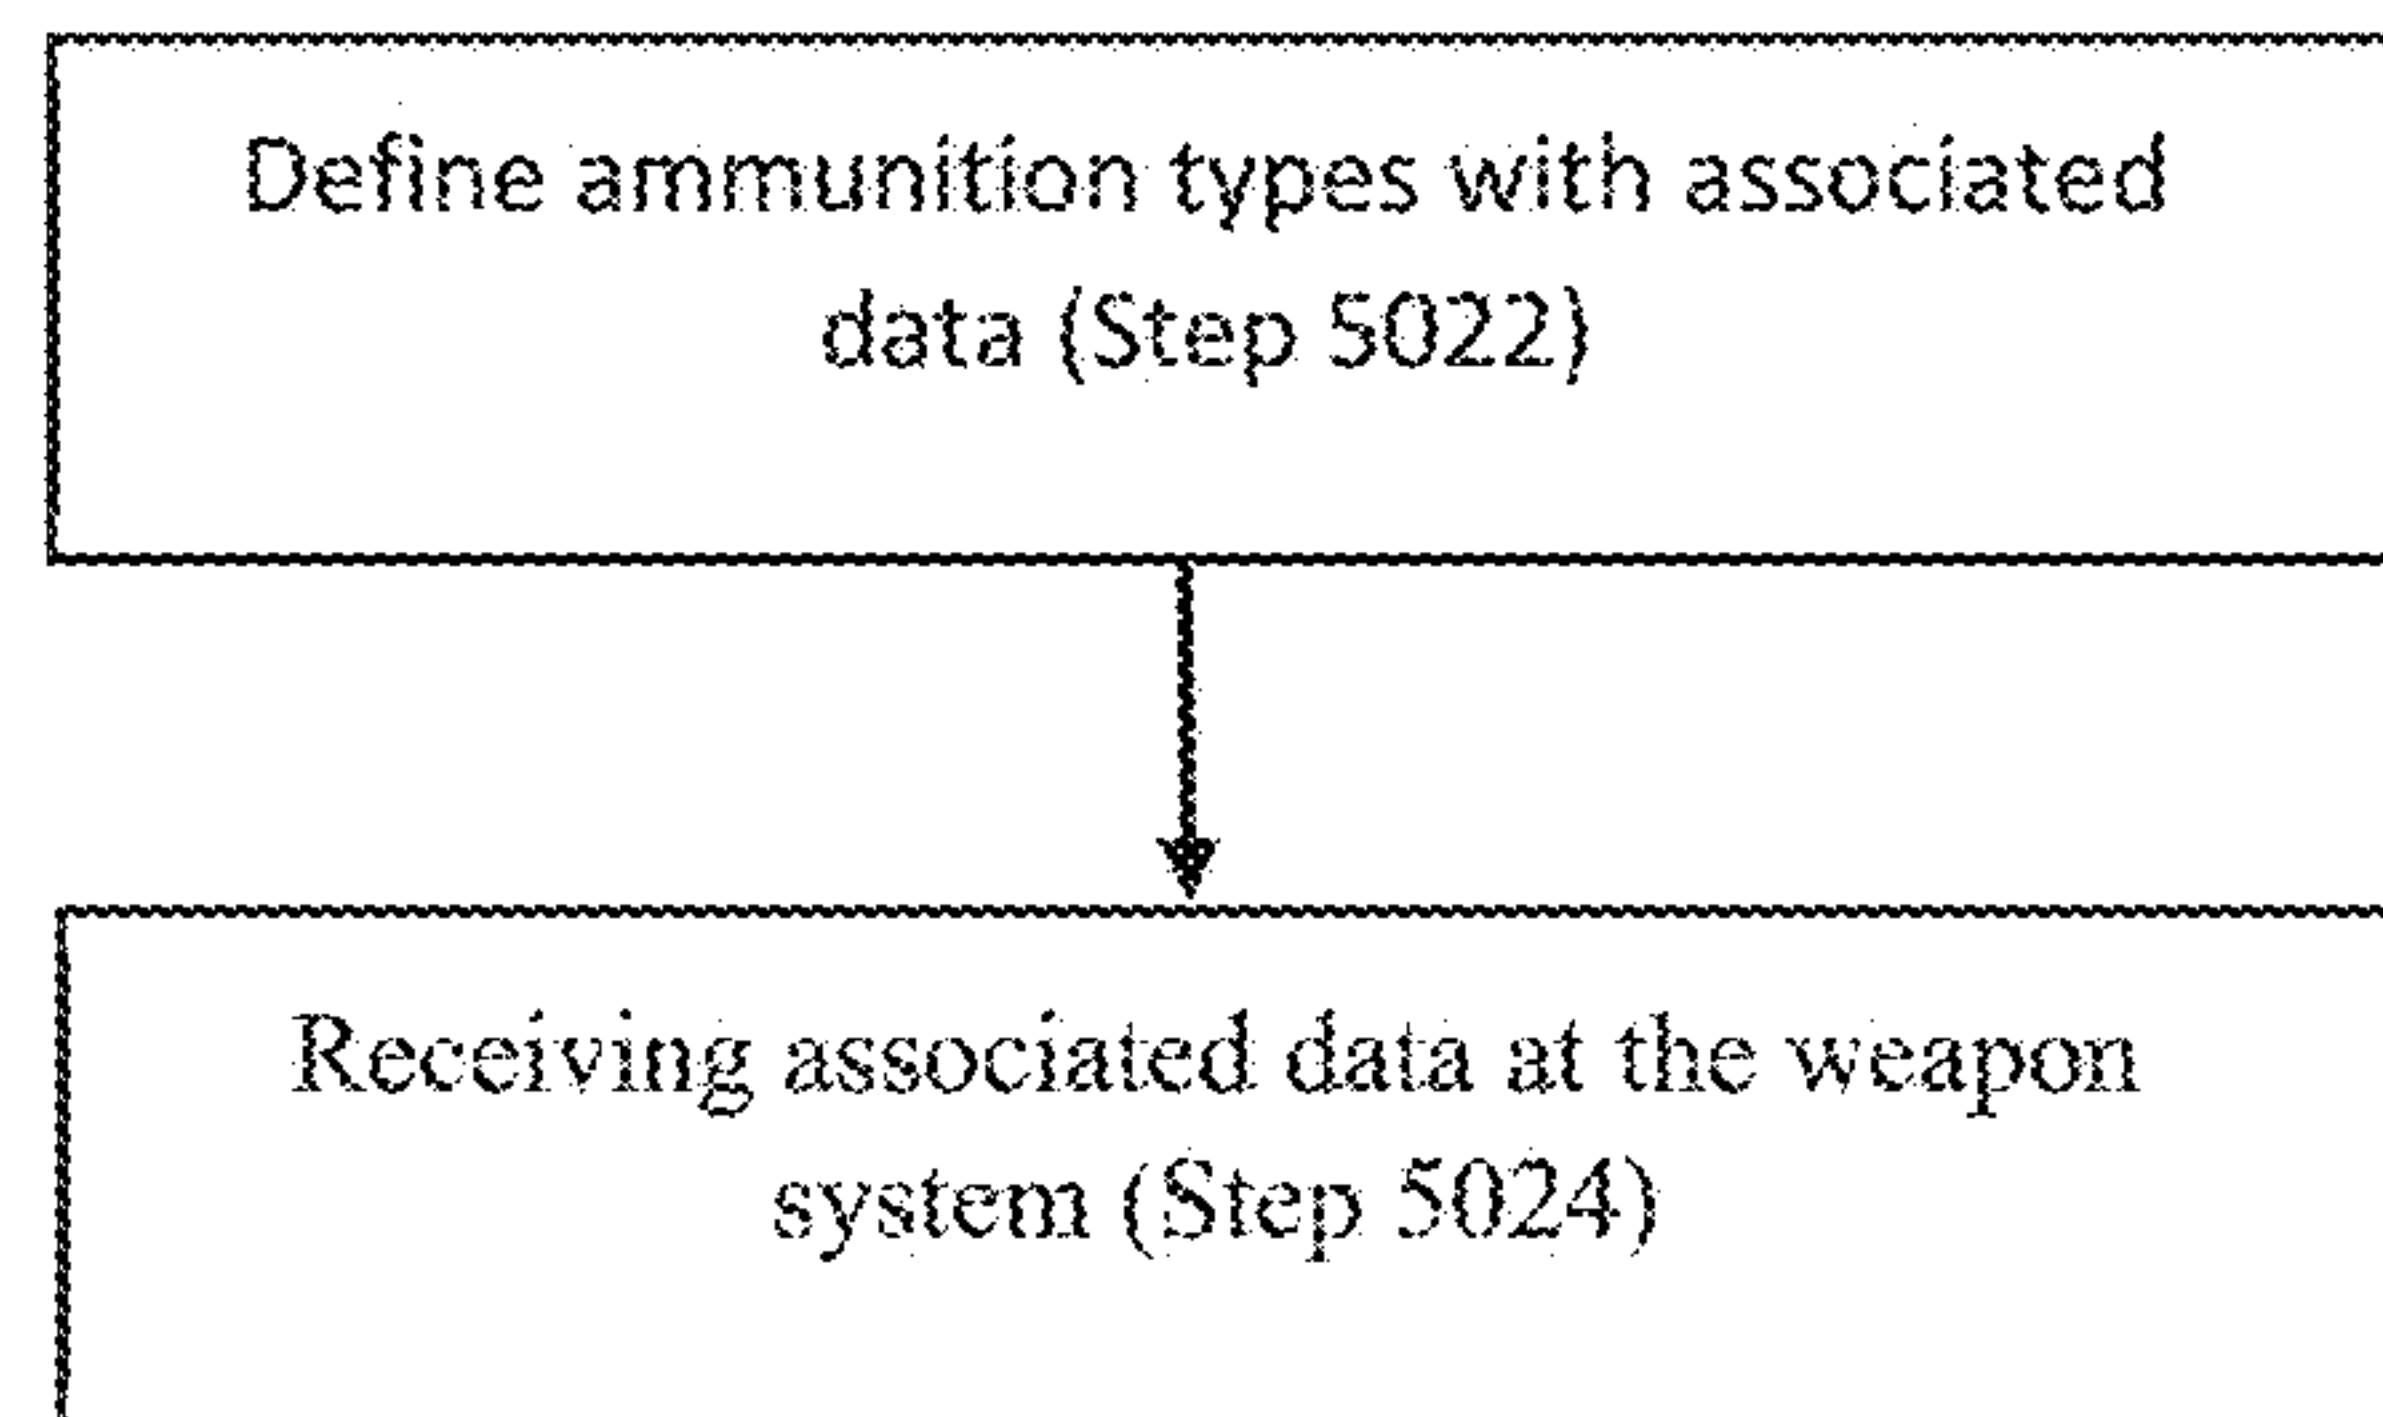 Define ammunition types with associated
data (Step 5022)
Receiving associated data at the weapon
system (Step 5024)